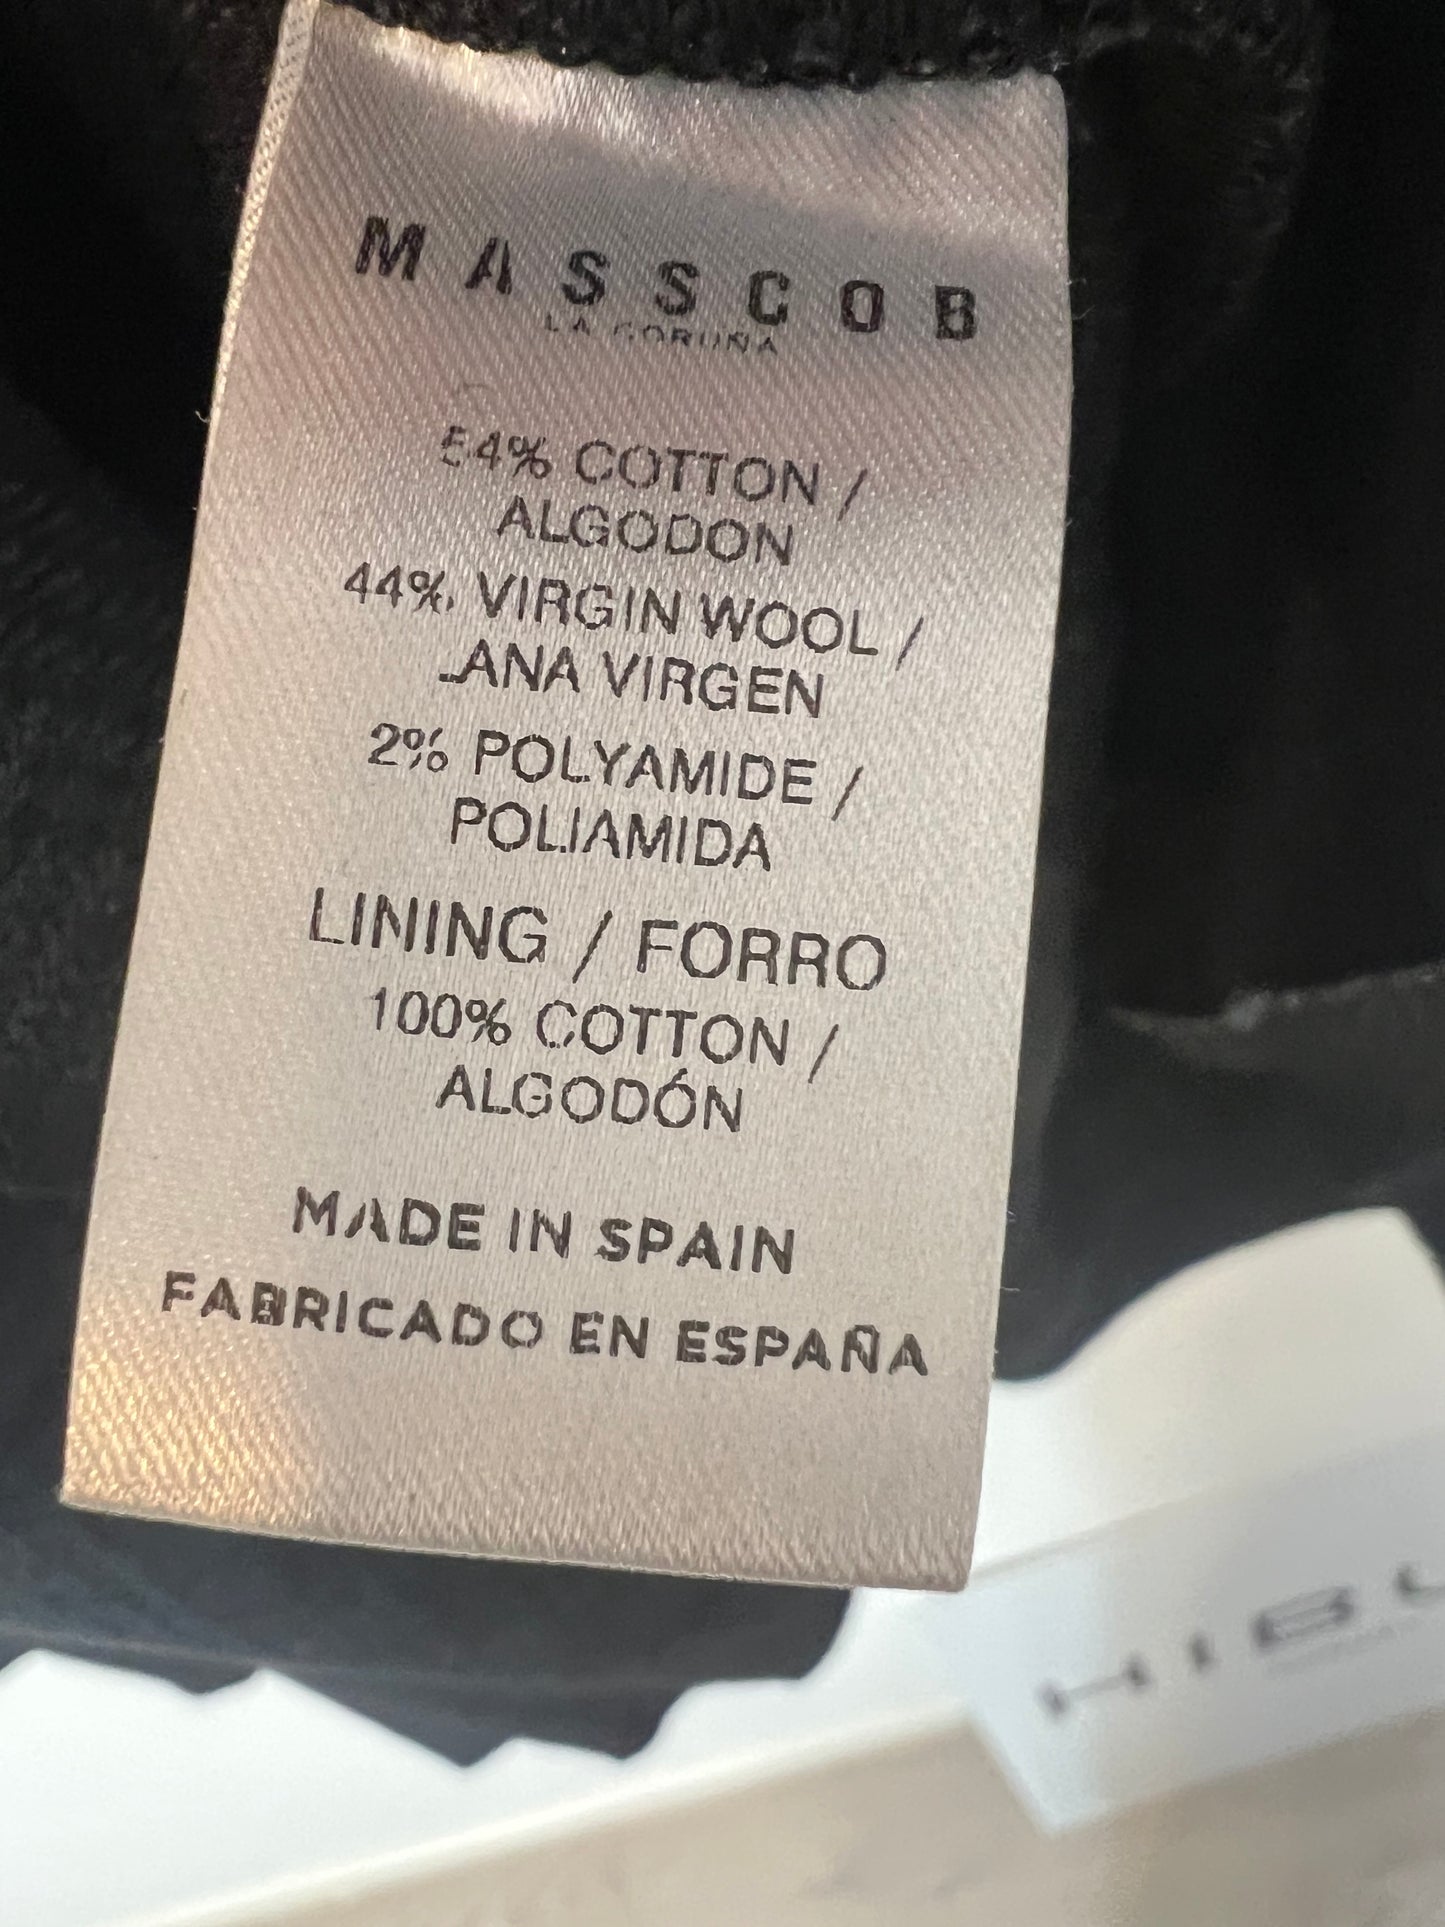 MASSCOB
LA CORUÑA
54% COTTON /
ALGODON
44% VIRGIN WOOL /
LANA VIRGEN
2% POLYAMIDE /
POLIAMIDA
LINING / FORRO
100% COTTON /
ALGODÓN
MADE IN SPAIN
FABRICADO EN ESPAÑA